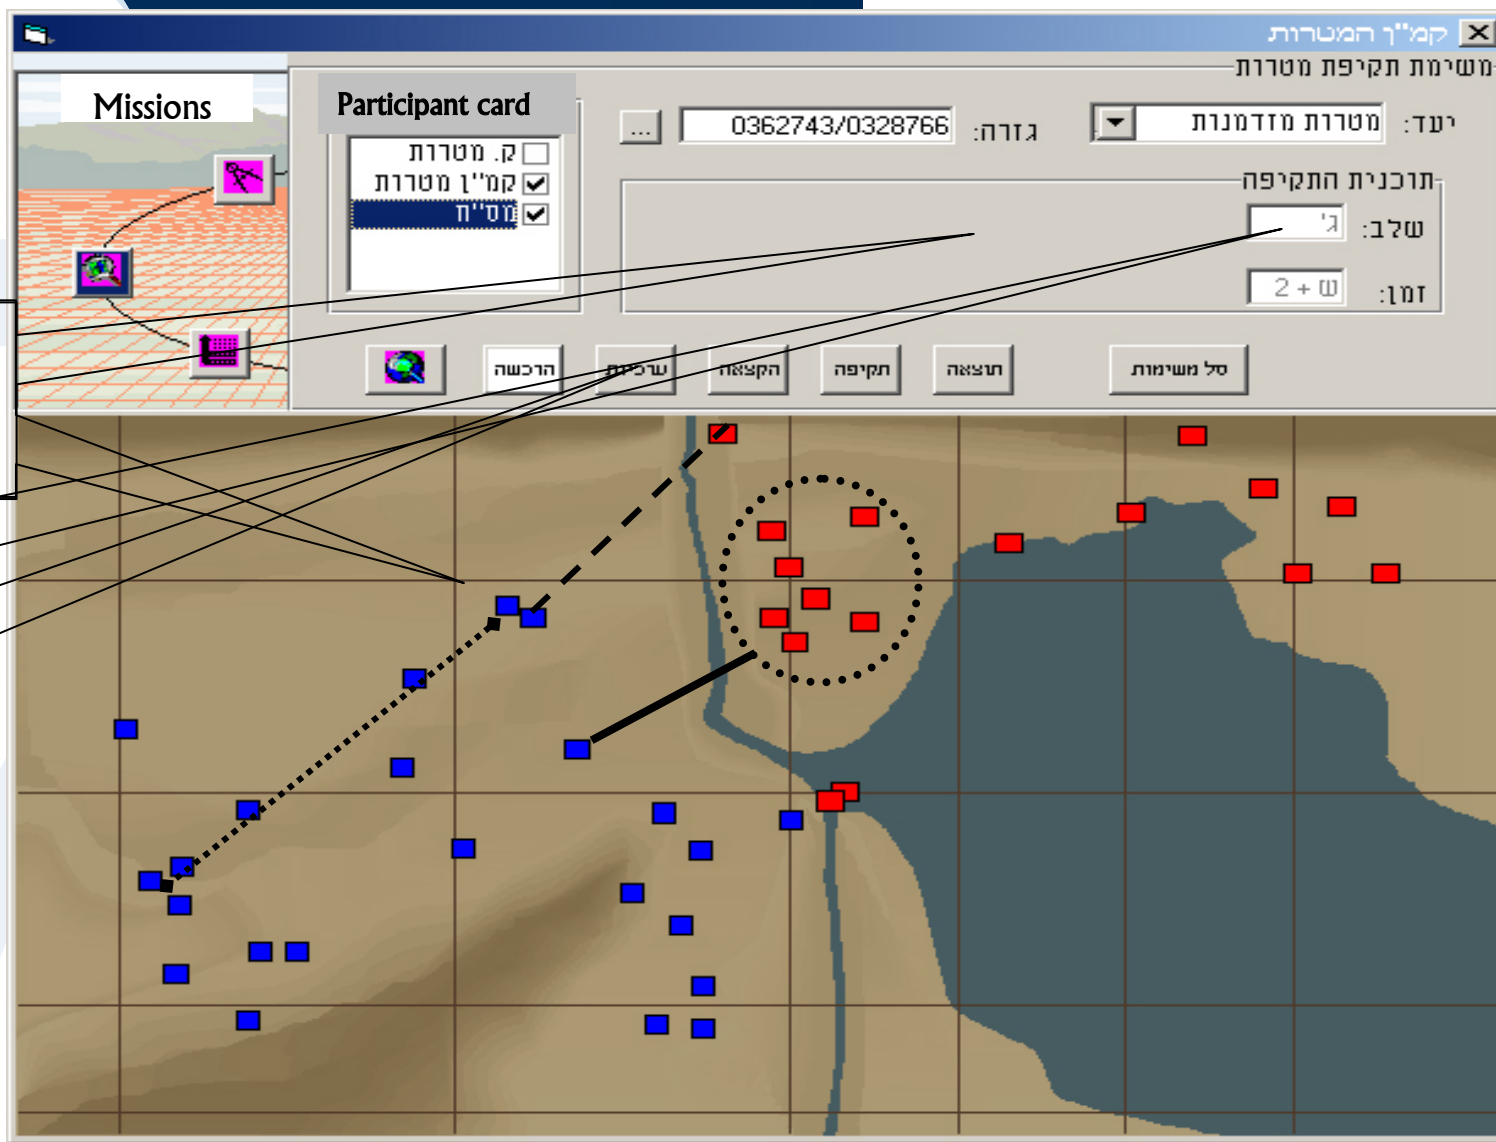 קמ"ן המטרות
משימת תקיפת מטרות
Missions
Participant card
יעד: מטרות מזדמנות
גזרה: 0362743/0328766
...
ק. מטרות
קמ"ן מטרות
מס"ח
תוכנית התקיפה
שלב: ג'
זמן: ש + 2
סל משימות
תוצאה
תקיפה
הקצאה
ערכיות
הרכשה